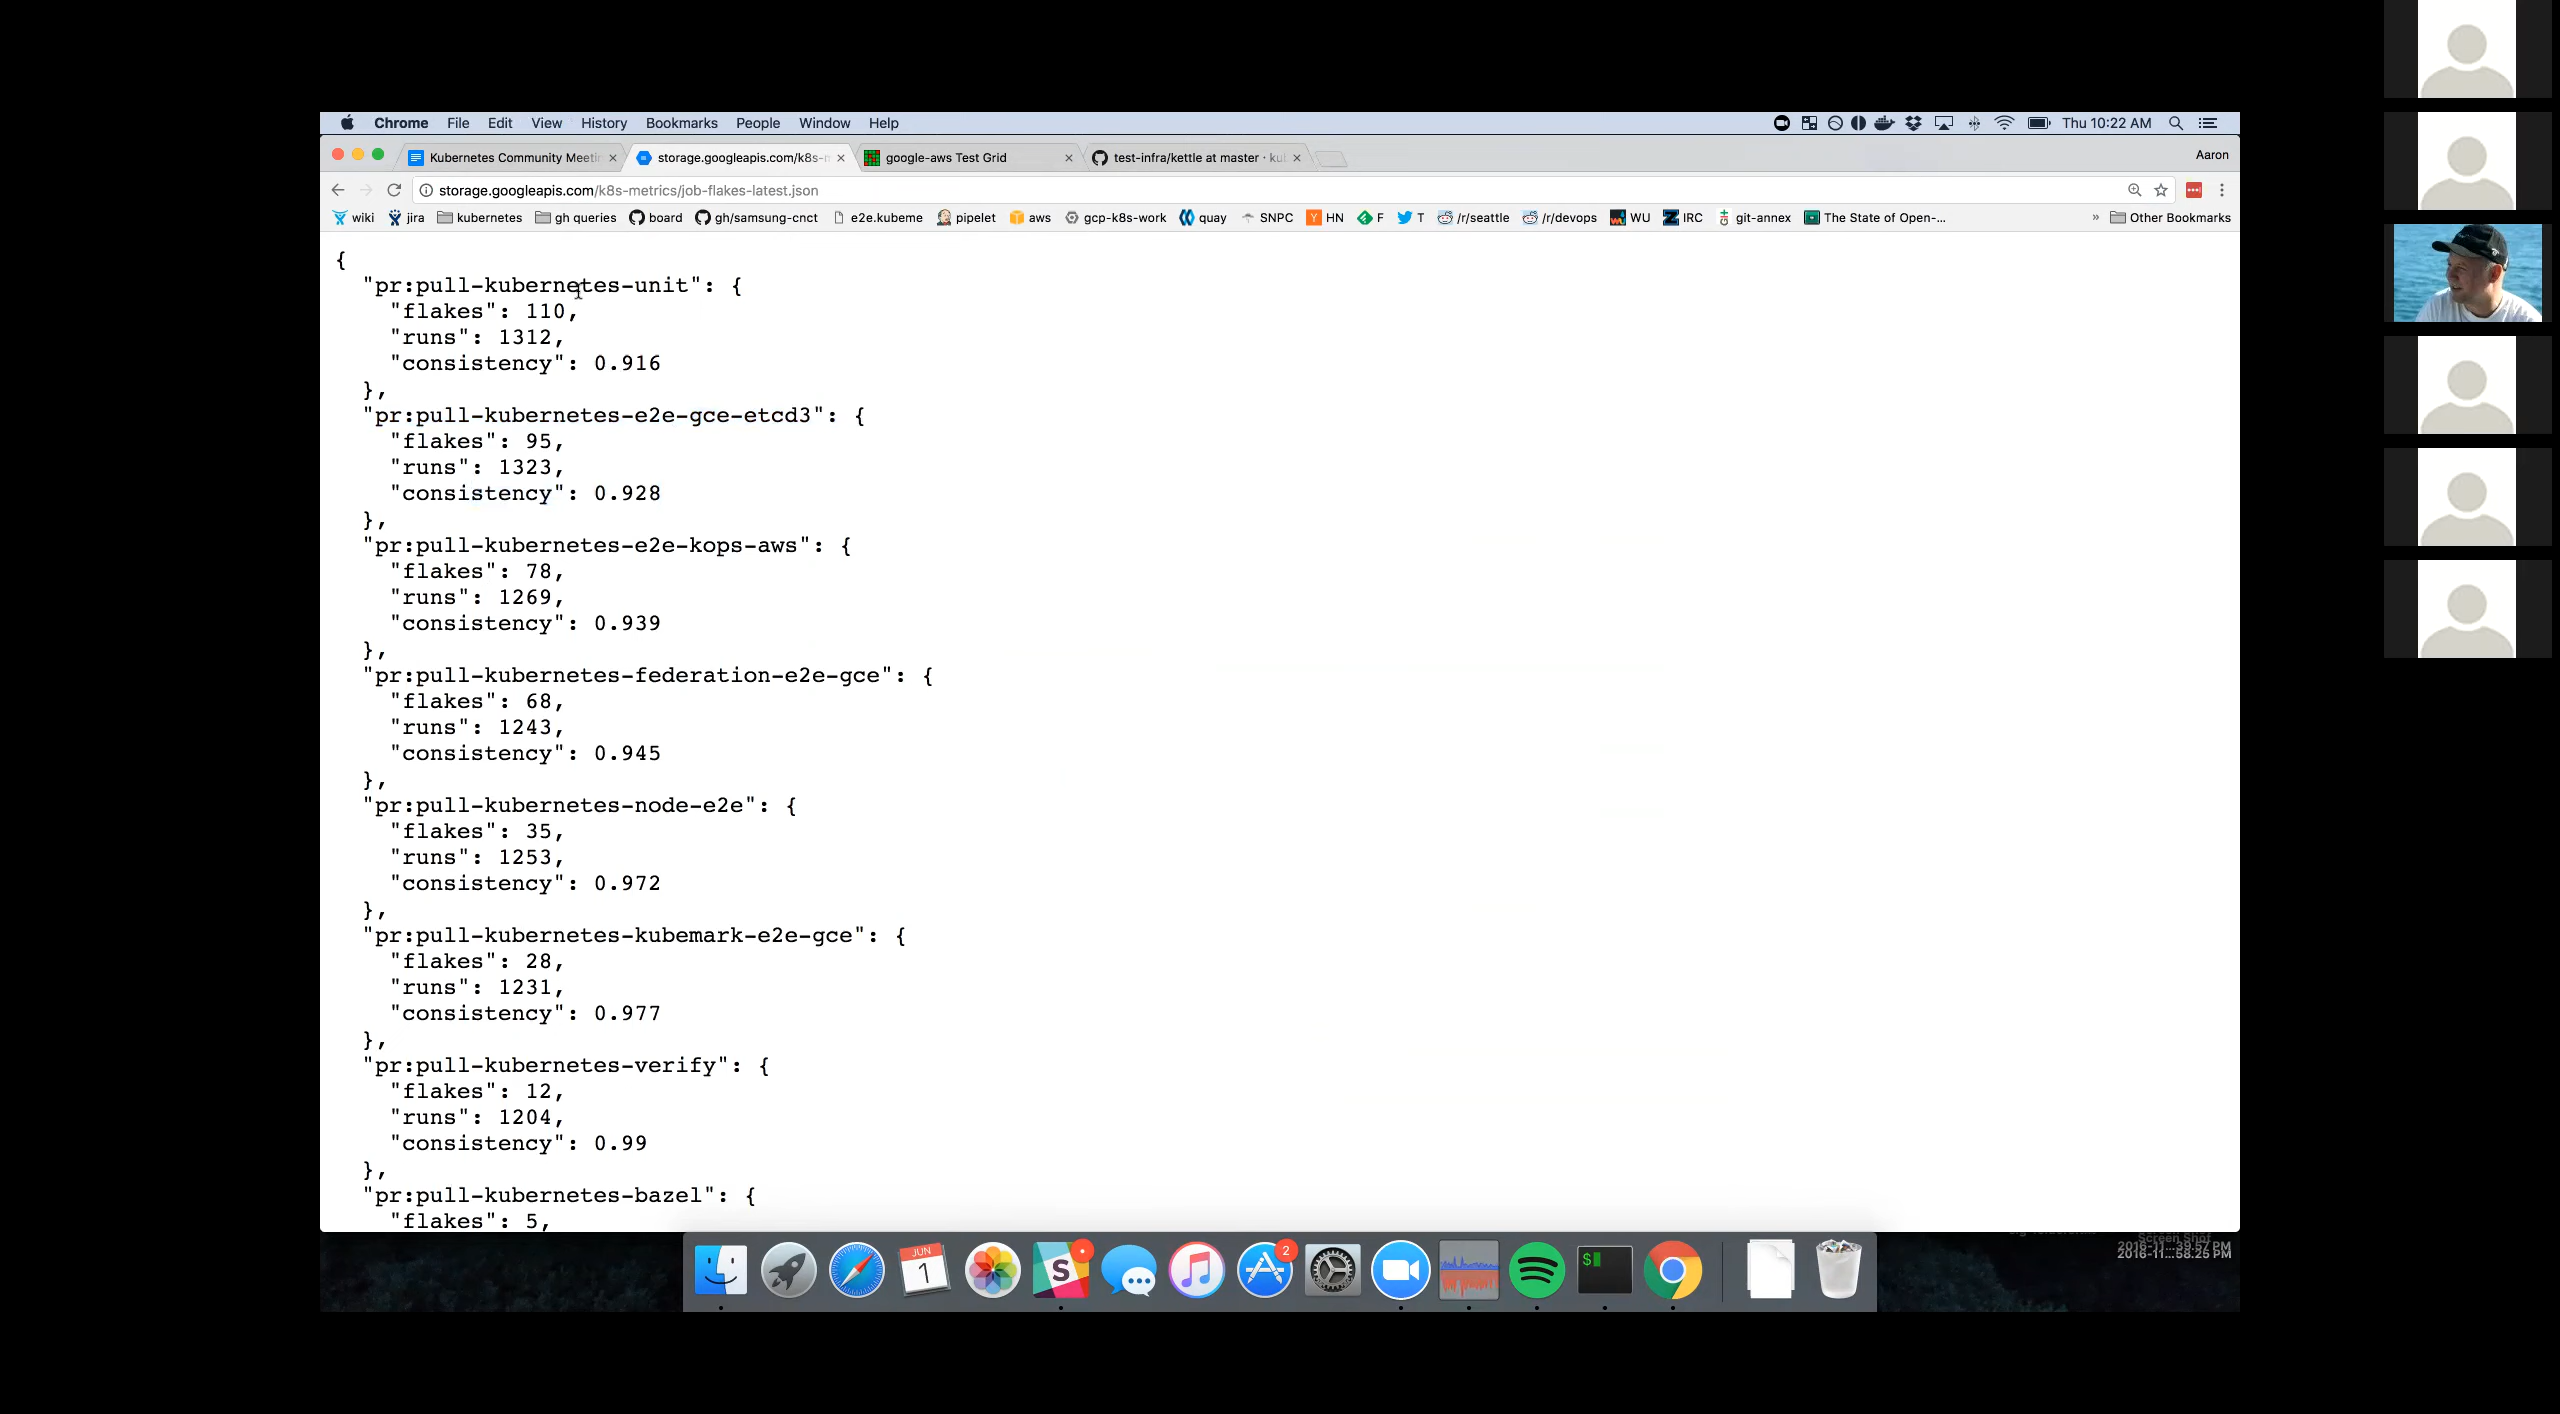 Chrome File Edit View History Bookmarks People Window Help Thu 10:22 AM
Kubernetes Community Meetin storage.googleapis.com/k8s-m google-aws Test Grid test-infra/kettle at master · kub Aaron
storage.googleapis.com/k8s-metrics/job-flakes-latest.json
wiki jira kubernetes gh queries board gh/samsung-cnct e2e.kubeme pipelet aws gcp-k8s-work quay SNPC HN F T /r/seattle /r/devops WU IRC git-annex The State of Open-... » Other Bookmarks
{
"pr:pull-kubernetes-unit": {
"flakes": 110,
"runs": 1312,
"consistency": 0.916
},
"pr:pull-kubernetes-e2e-gce-etcd3": {
"flakes": 95,
"runs": 1323,
"consistency": 0.928
},
"pr:pull-kubernetes-e2e-kops-aws": {
"flakes": 78,
"runs": 1269,
"consistency": 0.939
},
"pr:pull-kubernetes-federation-e2e-gce": {
"flakes": 68,
"runs": 1243,
"consistency": 0.945
},
"pr:pull-kubernetes-node-e2e": {
"flakes": 35,
"runs": 1253,
"consistency": 0.972
},
"pr:pull-kubernetes-kubemark-e2e-gce": {
"flakes": 28,
"runs": 1231,
"consistency": 0.977
},
"pr:pull-kubernetes-verify": {
"flakes": 12,
"runs": 1204,
"consistency": 0.99
},
"pr:pull-kubernetes-bazel": {
"flakes": 5,
Screen Shot
JUN
1
2